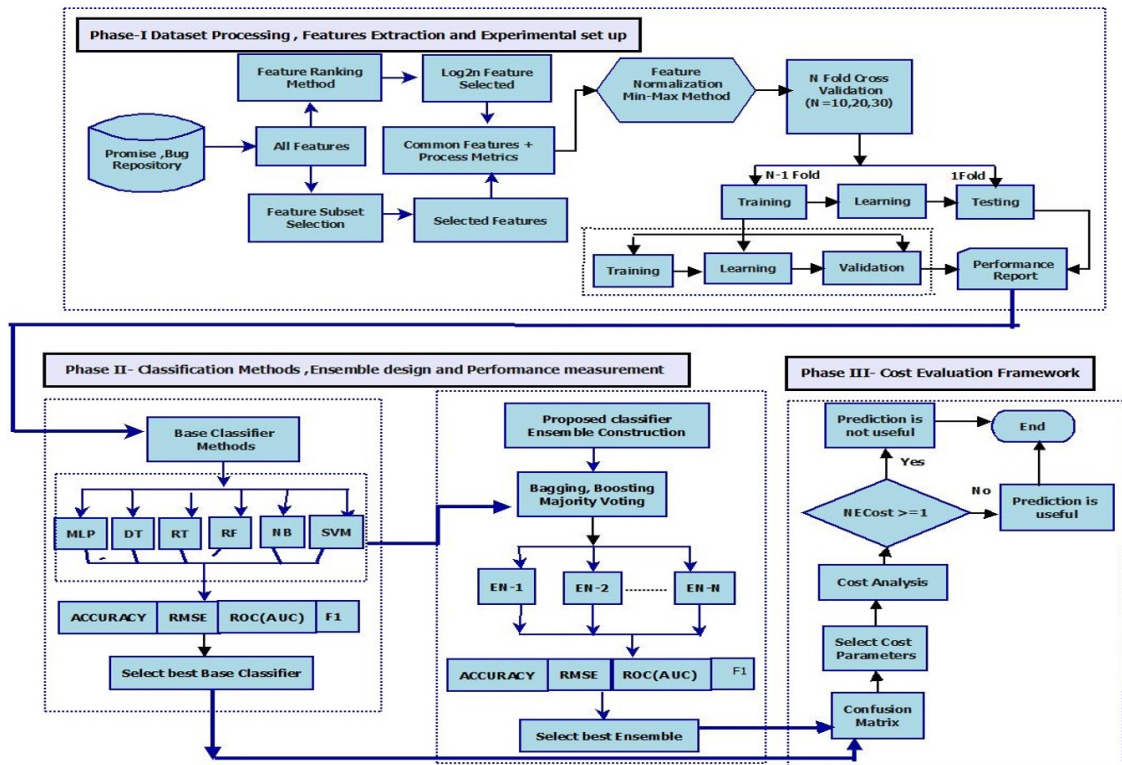 Phase-I Dataset Processing , Features Extraction and Experimental set up
Feature Ranking
Method
Log2n Feature
Selected
Feature
Normalization
Min-Max Method
N Fold Cross
Validation
(N =10,20,30)
Promise ,Bug
Repository
All Features
Common Features +
Process Metrics
Feature Subset
Selection
Selected Features
N-1 Fold
1Fold
Training
Learning
Testing
Training
Learning
Validation
Performance
Report
Phase II- Classification Methods ,Ensemble design and Performance measurement
Base Classifier
Methods
MLP
DT
RT
RF
NB
SVM
ACCURACY
RMSE
ROC(AUC)
F1
Select best Base Classifier
Proposed classifier
Ensemble Construction
Bagging, Boosting
Majority Voting
EN-1
EN-2
........
EN-N
ACCURACY
RMSE
ROC(AUC)
F1
Select best Ensemble
Phase III- Cost Evaluation Framework
Prediction is
not useful
End
Yes
NECost >=1
No
Prediction is
useful
Cost Analysis
Select Cost
Parameters
Confusion
Matrix